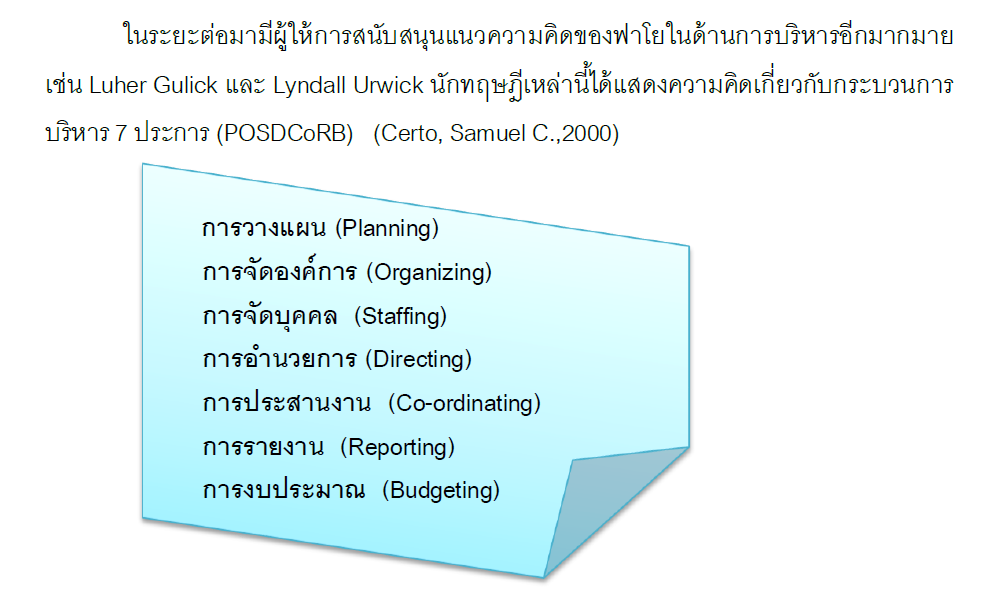 ในระยะต่อมามีผู้ให้การสนับสนุนแนวความคิดของฟาโยในด้านการบริหารอีกมากมาย
เช่น Luher Gulick และ Lyndall Urwick นักทฤษฎีเหล่านี้ได้แสดงความคิดเกี่ยวกับกระบวนการ
บริหาร 7 ประการ (POSDCoRB) (Certo, Samuel C.,2000)
การวางแผน (Planning)
การจัดองค์การ (Organizing)
การจัดบุคคล (Staffing)
การอำนวยการ (Directing)
การประสานงาน (Co-ordinating)
การรายงาน (Reporting)
การงบประมาณ (Budgeting)